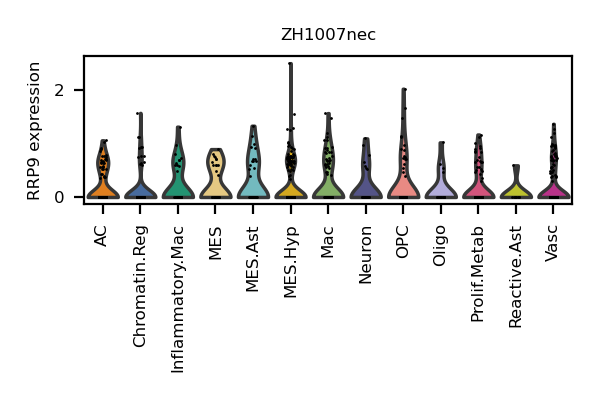 ZH1007nec
RRP9 expression
2
0
AC
Chromatin.Reg
Inflammatory.Mac
MES
MES.Ast
MES.Hyp
Mac
Neuron
OPC
Oligo
Prolif.Metab
Reactive.Ast
Vasc